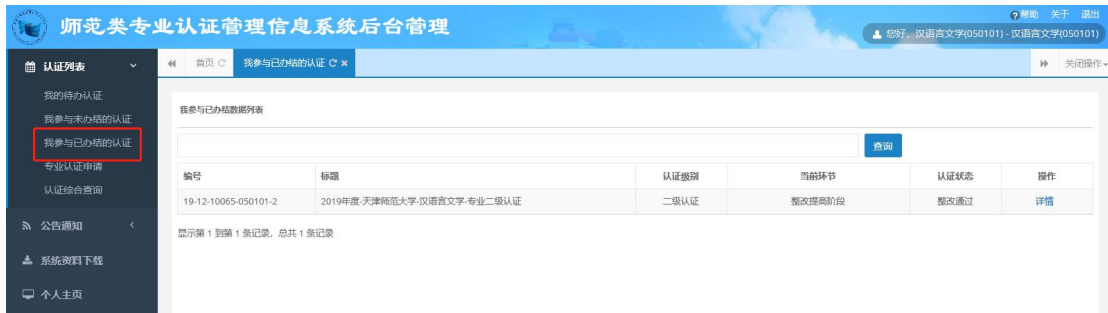 师范类专业认证管理信息系统后台管理
帮助 关于 退出
您好，汉语言文学(050101) - 汉语言文学(050101)
认证列表
首页
我参与已办结的认证
关闭操作
我的待办认证
我参与未办结的认证
我参与已办结的认证
专业认证申请
认证综合查询
公告通知
系统资料下载
个人主页
我参与已办结数据列表
查询
编号 标题 认证级别 当前环节 认证状态 操作
19-12-10065-050101-2 2019年度-天津师范大学-汉语言文学-专业二级认证 二级认证 整改提高阶段 整改通过 详情
显示第 1 到第 1 条记录，总共 1 条记录